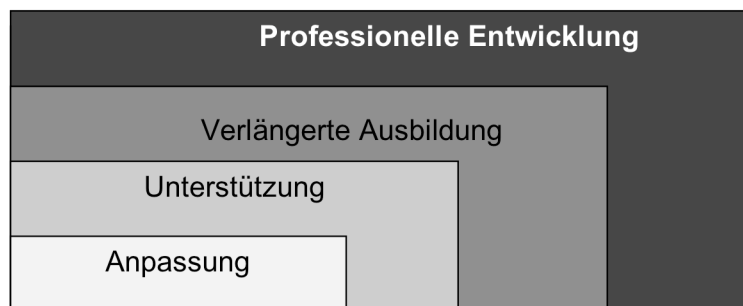 Professionelle Entwicklung
Verlängerte Ausbildung
Unterstützung
Anpassung